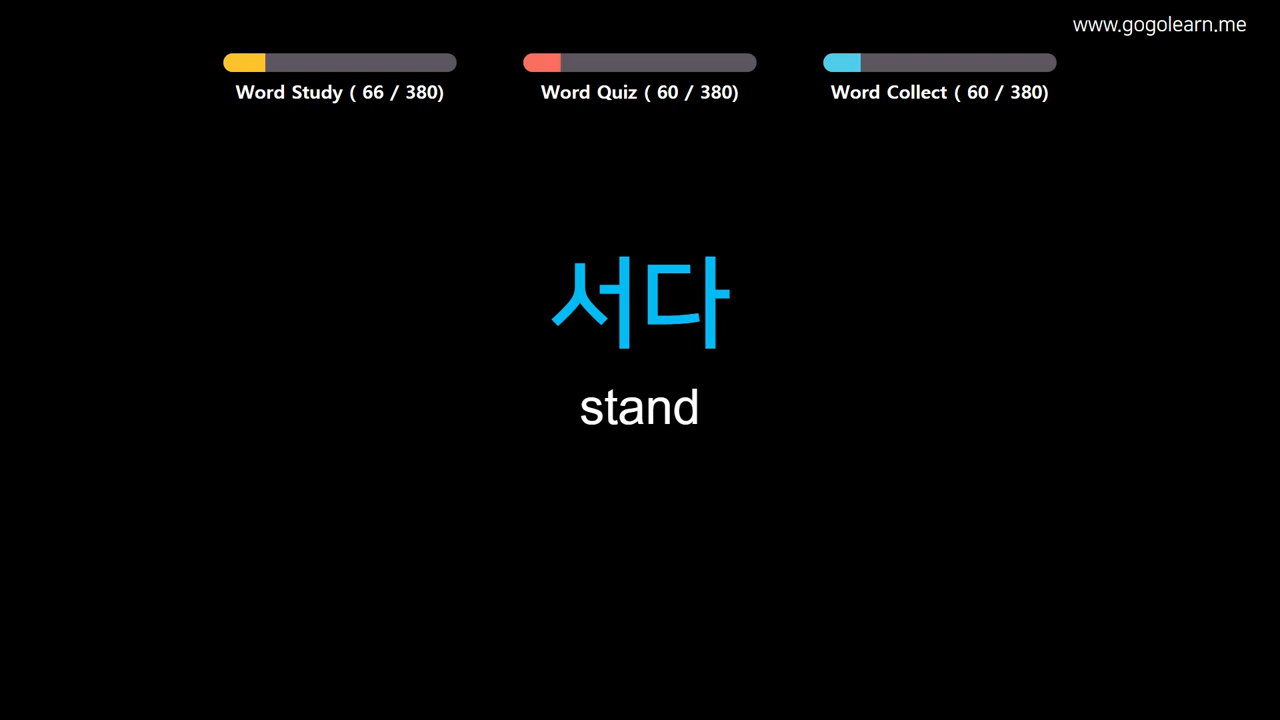 www.gogolearn.me
Word Study ( 66 / 380)
Word Quiz ( 60 / 380)
Word Collect ( 60 / 380)
서다
stand